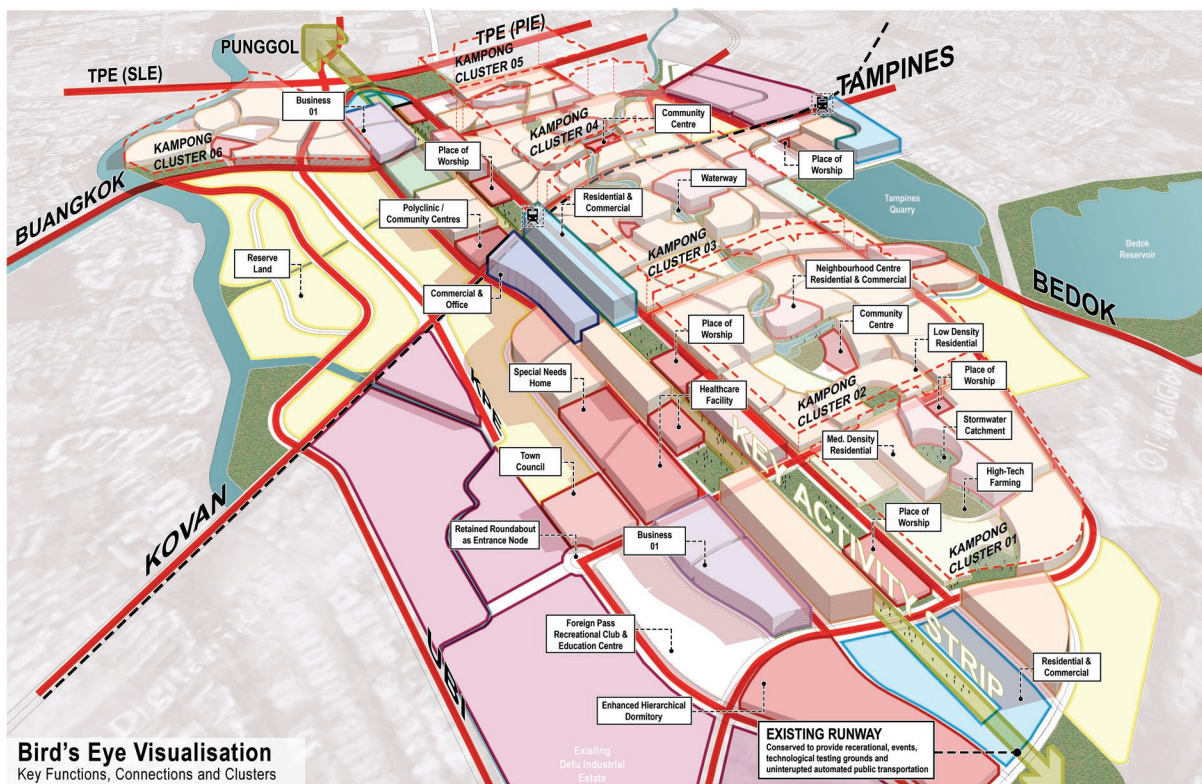 PUNGGOL
TPE (PIE)
TPE (SLE)
KAMPONG
CLUSTER 05
TAMPINES
Business
01
KAMPONG
CLUSTER 04
Community
Centre
KAMPONG
CLUSTER 06
Place of
Worship
Place of
Worship
Waterway
BUANGKOK
Polyclinic /
Community Centres
Residential &
Commercial
Tampines
Quarry
Bedok
Reservoir
KAMPONG
CLUSTER 03
Reserve
Land
Neighbourhood Centre
Residential & Commercial
Commercial &
Office
BEDOK
Community
Centre
Low Density
Residential
Place of
Worship
Special Needs
Home
Healthcare
Facility
Place of
Worship
KAMPONG
CLUSTER 02
KPE
Stormwater
Catchment
Med. Density
Residential
Town
Council
High-Tech
Farming
KEY ACTIVITY STRIP
KOVAN
Place of
Worship
Retained Roundabout
as Entrance Node
Business
01
KAMPONG
CLUSTER 01
Foreign Pass
Recreational Club &
Education Centre
UBI
Residential &
Commercial
Enhanced Hierarchical
Dormitory
EXISTING RUNWAY
Conserved to provide recerational, events,
technological testing grounds and
uninterupted automated public transportation
Existing
Defu Industrial
Estate
Bird's Eye Visualisation
Key Functions, Connections and Clusters